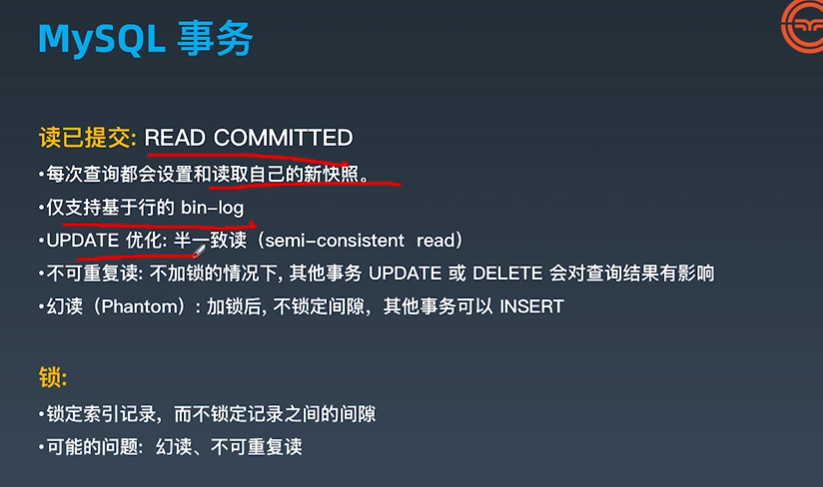 MySQL 事务
读已提交: READ COMMITTED
•每次查询都会设置和读取自己的新快照。
•仅支持基于行的 bin-log
•UPDATE 优化: 半一致读（semi-consistent read）
•不可重复读: 不加锁的情况下, 其他事务 UPDATE 或 DELETE 会对查询结果有影响
•幻读（Phantom）: 加锁后, 不锁定间隙，其他事务可以 INSERT
锁:
•锁定索引记录，而不锁定记录之间的间隙
•可能的问题: 幻读、不可重复读